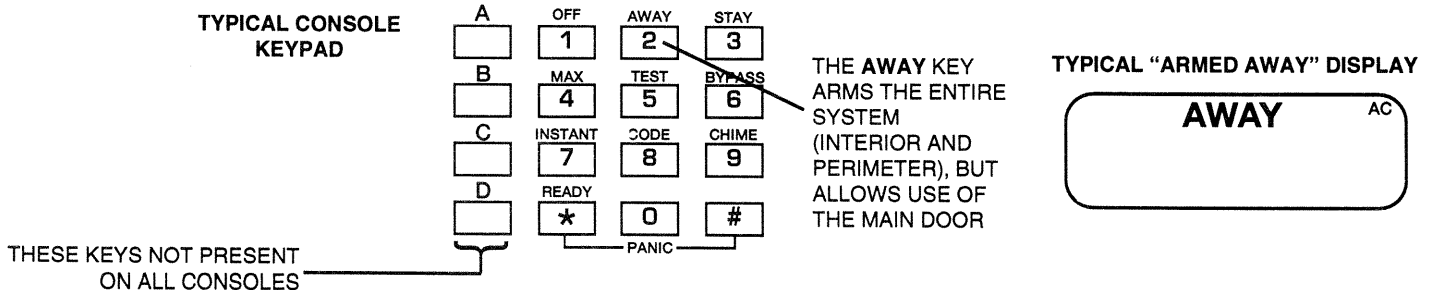 TYPICAL CONSOLE
KEYPAD
A OFF AWAY STAY
1 2 3
B MAX TEST BYPASS
4 5 6
C INSTANT CODE CHIME
7 8 9
D READY
* 0 #
PANIC
THESE KEYS NOT PRESENT
ON ALL CONSOLES
THE AWAY KEY
ARMS THE ENTIRE
SYSTEM
(INTERIOR AND
PERIMETER), BUT
ALLOWS USE OF
THE MAIN DOOR
TYPICAL “ARMED AWAY” DISPLAY
AWAY AC